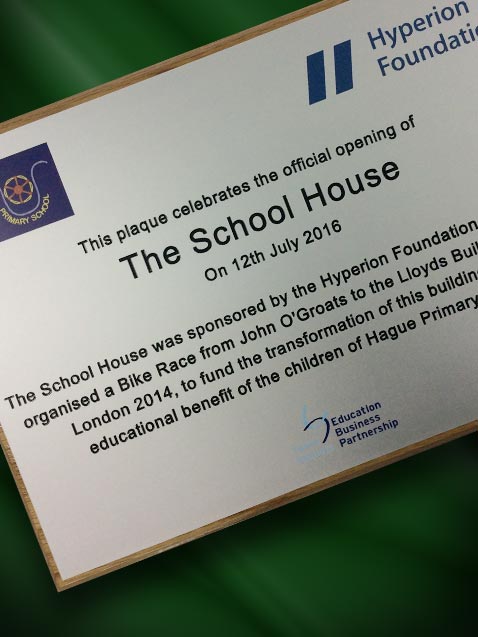 Hyperion
Foundatio
PRIMARY SCHOOL
This plaque celebrates the official opening of
The School House
On 12th July 2016
The School House was sponsored by the Hyperion Foundation
organised a Bike Race from John O'Groats to the Lloyds Buil
London 2014, to fund the transformation of this buildin
educational benefit of the children of Hague Primary
Education
Business
Partnership